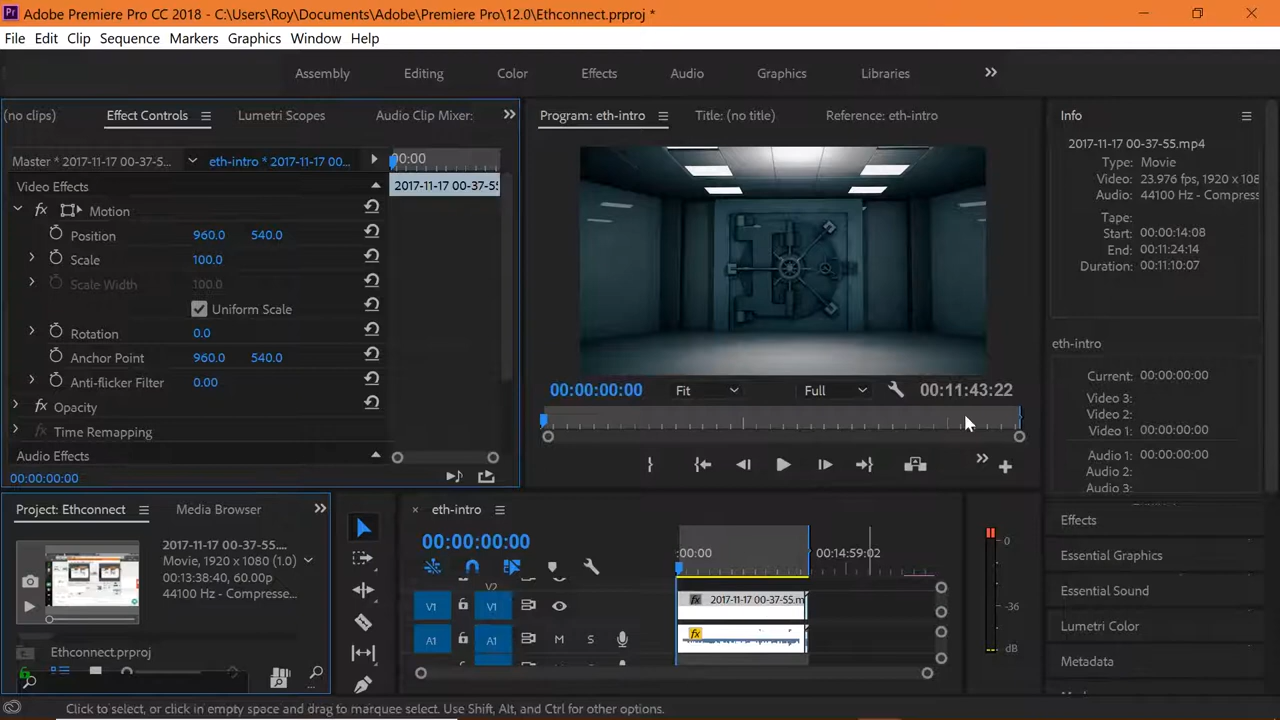 Pr Adobe Premiere Pro CC 2018 - C:\Users\Roy\Documents\Adobe\Premiere Pro\12.0\Ethconnect.prproj *
File Edit Clip Sequence Markers Graphics Window Help
Assembly Editing Color Effects Audio Graphics Libraries
(no clips) Effect Controls Lumetri Scopes Audio Clip Mixer:
Master * 2017-11-17 00-37-5... eth-intro * 2017-11-17 00...
00:00
Video Effects
2017-11-17 00-37-55
fx Motion
Position 960.0 540.0
Scale 100.0
Scale Width 100.0
Uniform Scale
Rotation 0.0
Anchor Point 960.0 540.0
Anti-flicker Filter 0.00
fx Opacity
fx Time Remapping
Audio Effects
00:00:00:00
Program: eth-intro Title: (no title) Reference: eth-intro
00:00:00:00 Fit Full 00:11:43:22
Info
2017-11-17 00-37-55.mp4
Type: Movie
Video: 23.976 fps, 1920 x 108
Audio: 44100 Hz - Compress
Tape:
Start: 00:00:14:08
End: 00:11:24:14
Duration: 00:11:10:07
eth-intro
Current: 00:00:00:00
Video 3:
Video 2:
Video 1: 00:00:00:00
Audio 1: 00:00:00:00
Audio 2:
Audio 3:
Project: Ethconnect Media Browser
2017-11-17 00-37-55....
Movie, 1920 x 1080 (1.0)
00:13:38:40, 60.00p
44100 Hz - Compresse...
Ethconnect.prproj
eth-intro
00:00:00:00
:00:00 00:14:59:02
V2
V1 V1 fx 2017-11-17 00-37-55.m
A1 A1 M S fx
0
-36
dB
Effects
Essential Graphics
Essential Sound
Lumetri Color
Metadata
Click to select, or click in empty space and drag to marquee select. Use Shift, Alt, and Ctrl for other options.